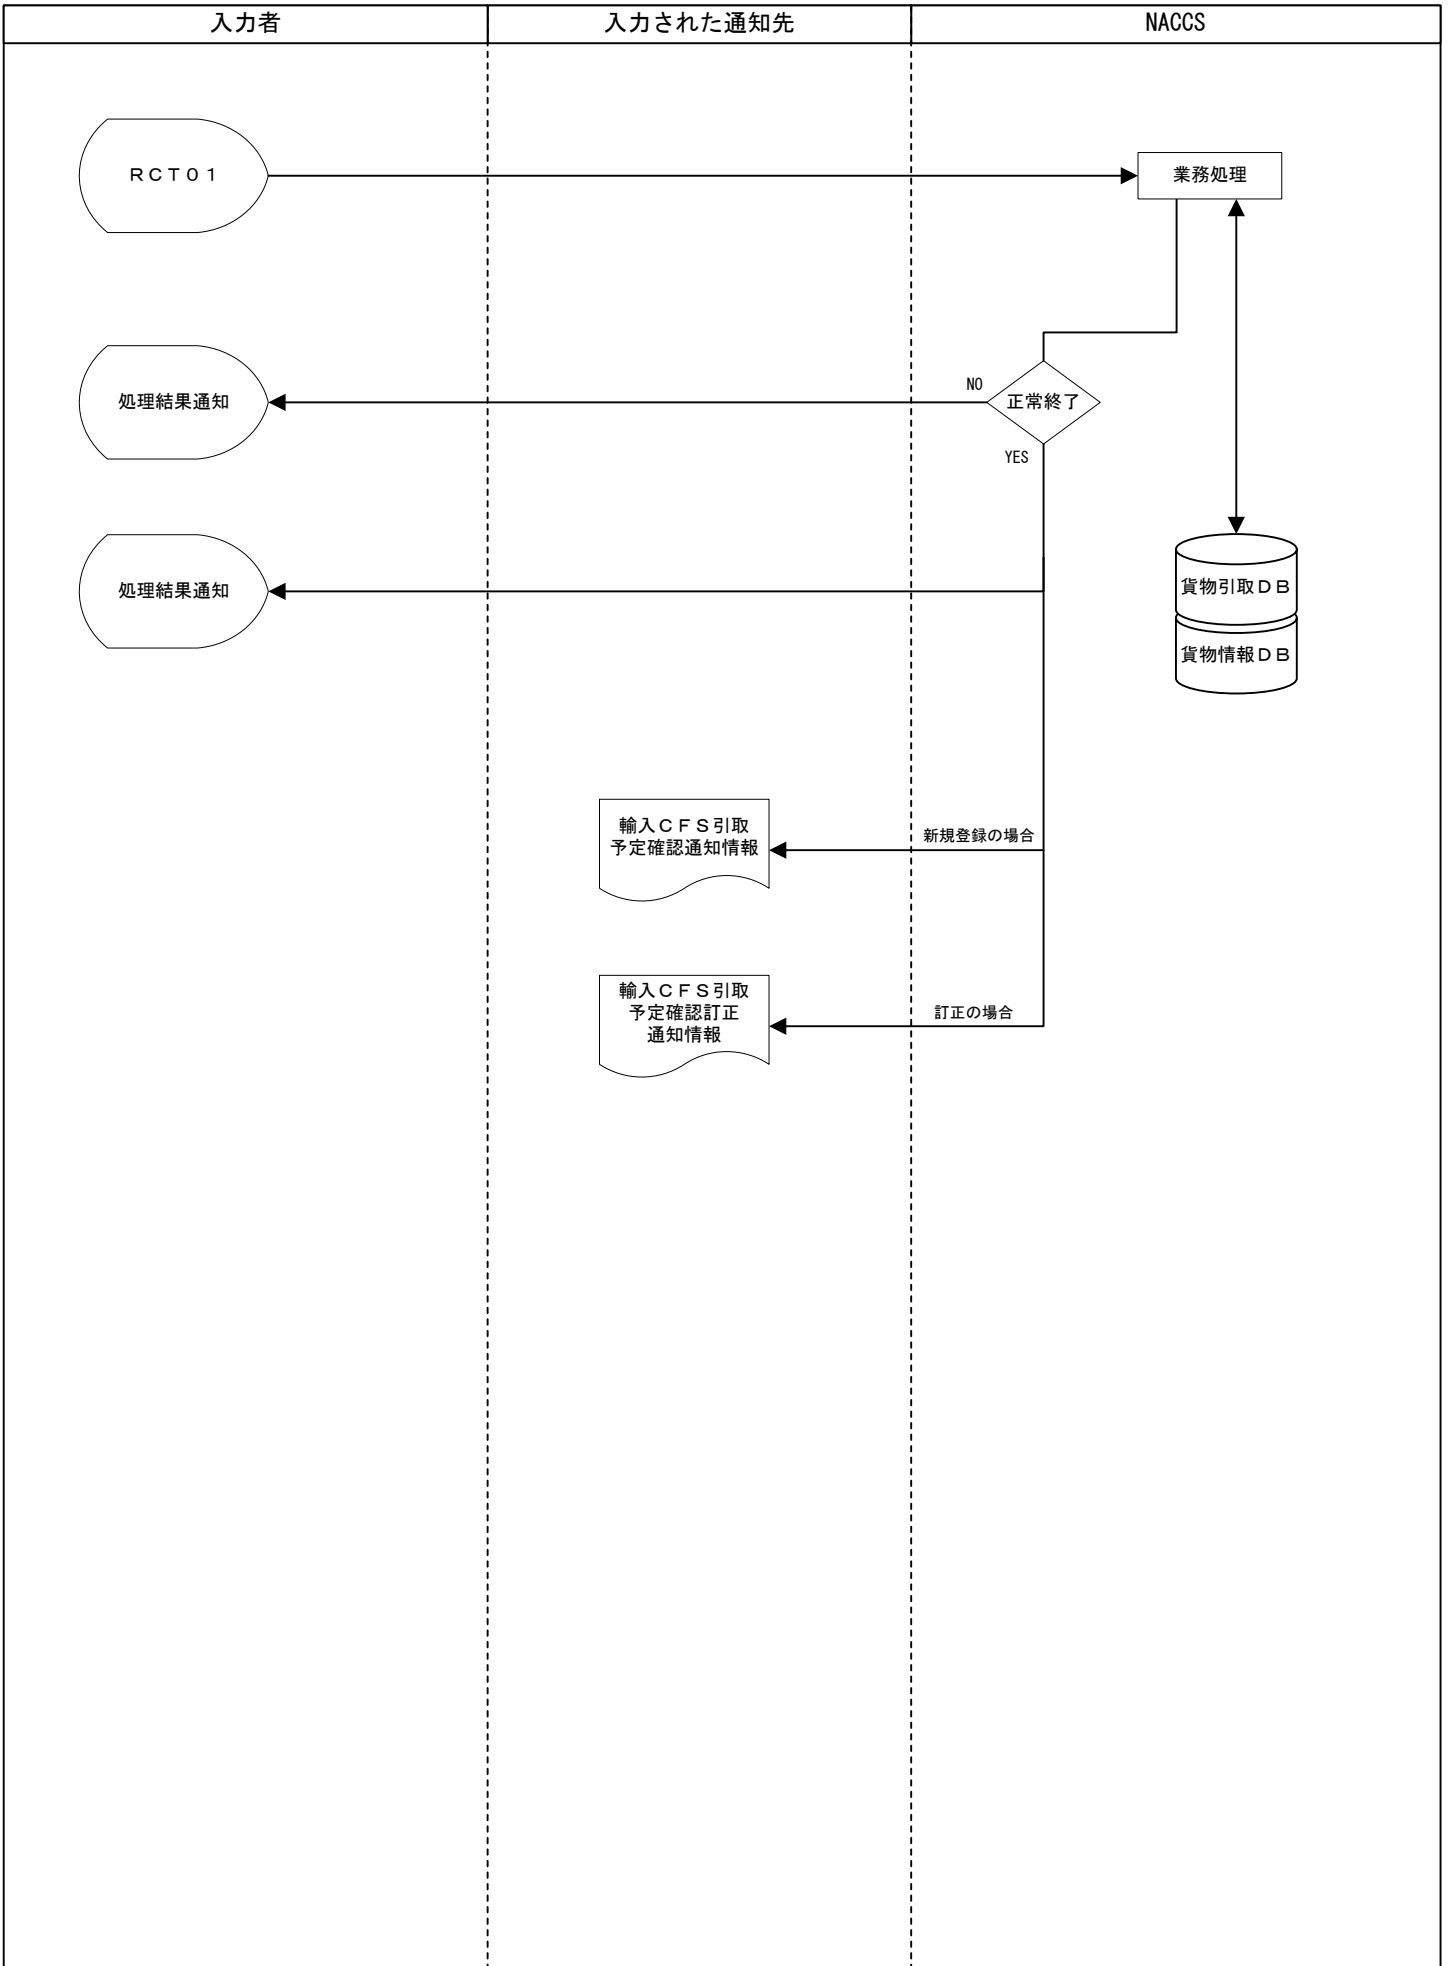 入力者
入力された通知先
NACCS
ＲＣＴ０１
業務処理
処理結果通知
NO
正常終了
YES
処理結果通知
貨物引取ＤＢ
貨物情報ＤＢ
輸入ＣＦＳ引取
予定確認通知情報
新規登録の場合
輸入ＣＦＳ引取
予定確認訂正
通知情報
訂正の場合